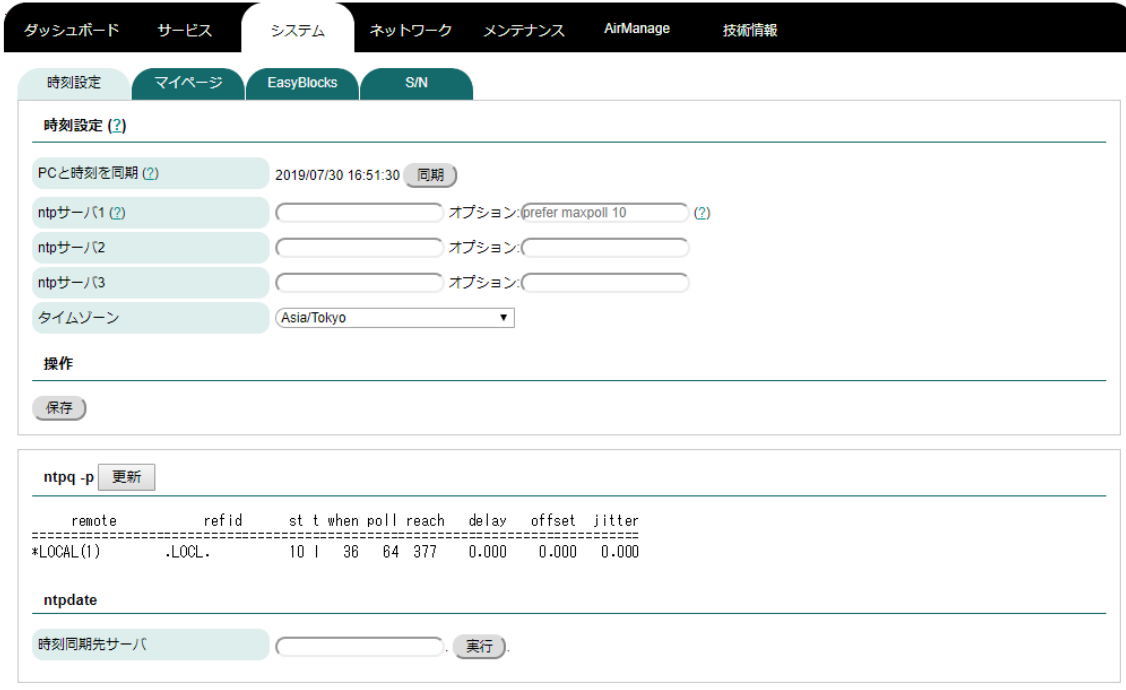 ダッシュボード サービス システム ネットワーク メンテナンス AirManage 技術情報
時刻設定 マイページ EasyBlocks S/N
時刻設定 (?)
PCと時刻を同期 (?) 2019/07/30 16:51:30 同期
ntpサーバ1 (?) オプション:prefer maxpoll 10 (?)
ntpサーバ2 オプション:
ntpサーバ3 オプション:
タイムゾーン Asia/Tokyo
操作
保存
ntpq -p 更新
remote refid st t when poll reach delay offset jitter
==============================================================================
*LOCAL(1) .LOCL. 10 l 36 64 377 0.000 0.000 0.000
ntpdate
時刻同期先サーバ . 実行 .